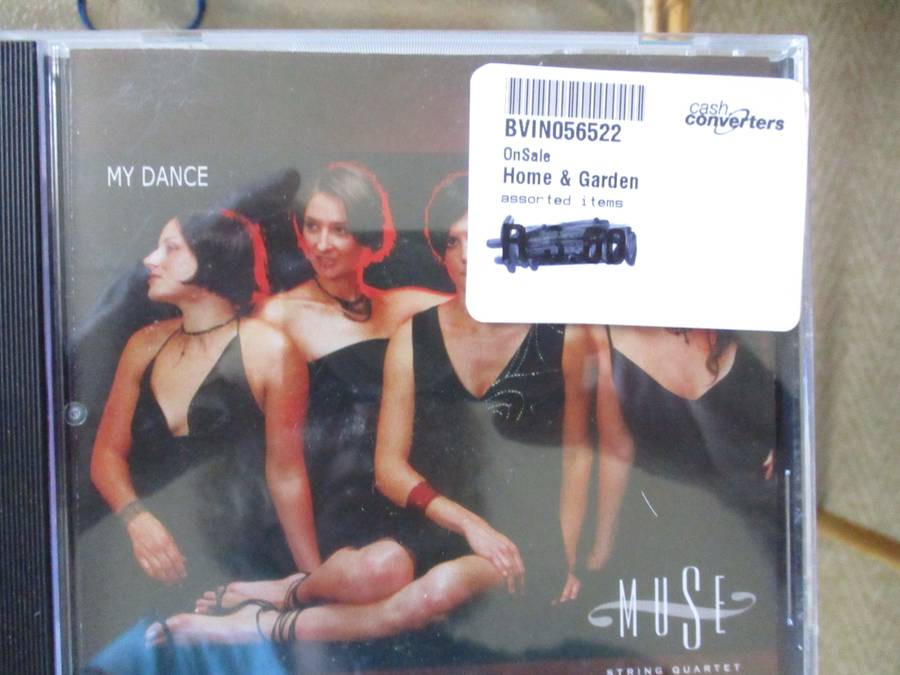 MY DANCE
cash
converters
BVIN056522
OnSale
Home & Garden
assorted items
MUSE
STRING QUARTET